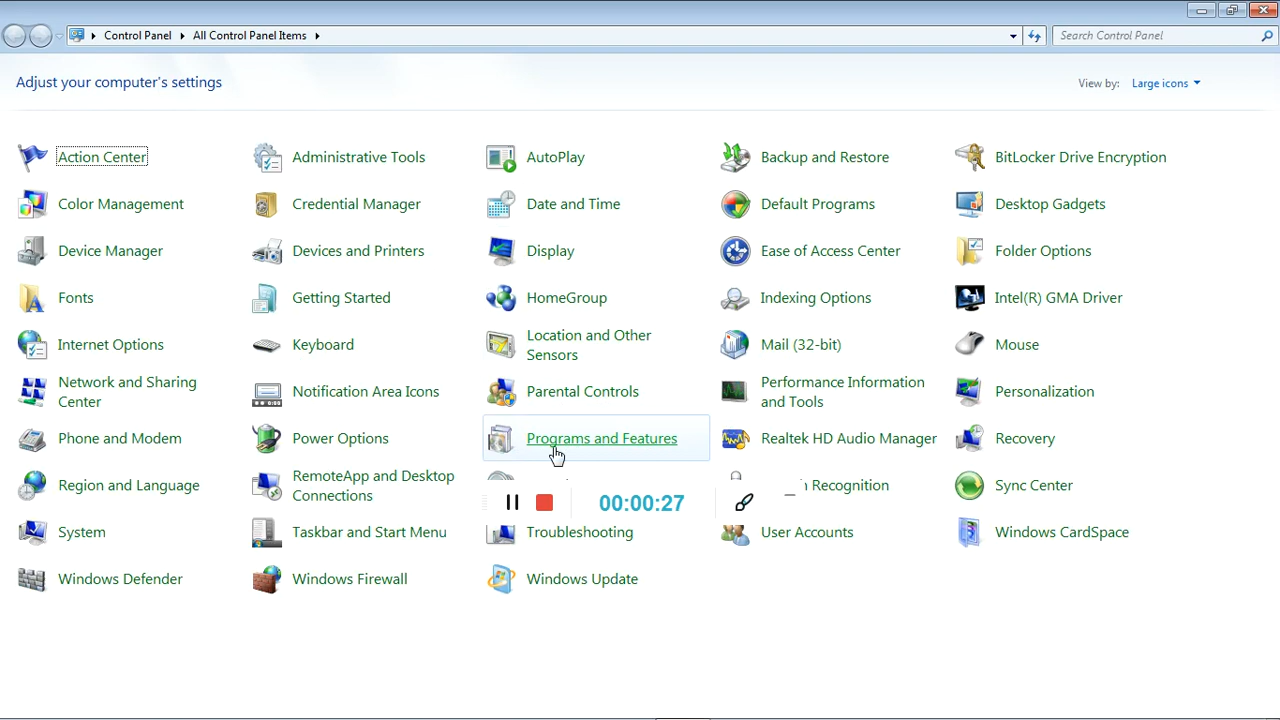 Control Panel
All Control Panel Items
Search Control Panel
Adjust your computer's settings
View by:
Large icons
Action Center
Administrative Tools
AutoPlay
Backup and Restore
BitLocker Drive Encryption
Color Management
Credential Manager
Date and Time
Default Programs
Desktop Gadgets
Device Manager
Devices and Printers
Display
Ease of Access Center
Folder Options
Fonts
Getting Started
HomeGroup
Indexing Options
Intel(R) GMA Driver
Internet Options
Keyboard
Location and Other
Sensors
Mail (32-bit)
Mouse
Network and Sharing
Center
Notification Area Icons
Parental Controls
Performance Information
and Tools
Personalization
Phone and Modem
Power Options
Programs and Features
Realtek HD Audio Manager
Recovery
Region and Language
RemoteApp and Desktop
Connections
Recognition
Sync Center
00:00:27
System
Taskbar and Start Menu
Troubleshooting
User Accounts
Windows CardSpace
Windows Defender
Windows Firewall
Windows Update